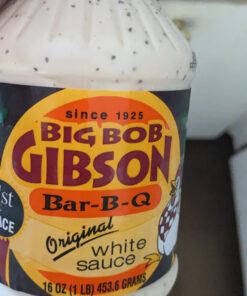 since 1925
BIG BOB
GIBSON
Bar-B-Q
Original
white
sauce
16 OZ (1 LB) 453.6 GRAMS